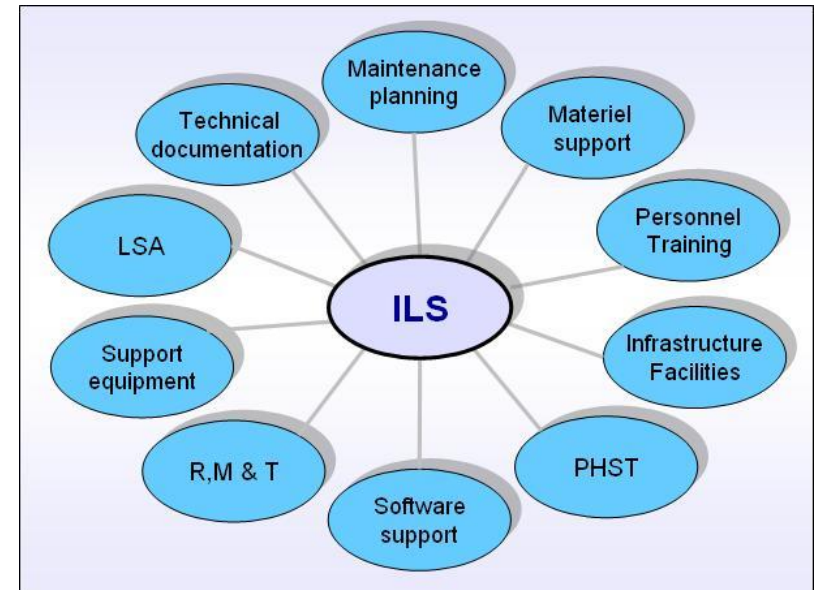 Maintenance
planning
Technical
documentation
Materiel
support
LSA
Personnel
Training
ILS
Support
equipment
Infrastructure
Facilities
R,M & T
PHST
Software
support